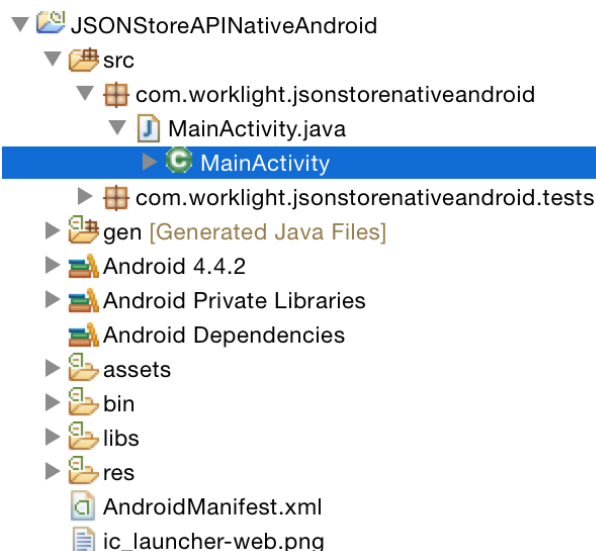 JSONStoreAPINativeAndroid
src
com.worklight.jsonstorenativeandroid
MainActivity.java
MainActivity
com.worklight.jsonstorenativeandroid.tests
gen [Generated Java Files]
Android 4.4.2
Android Private Libraries
Android Dependencies
assets
bin
libs
res
AndroidManifest.xml
ic_launcher-web.png